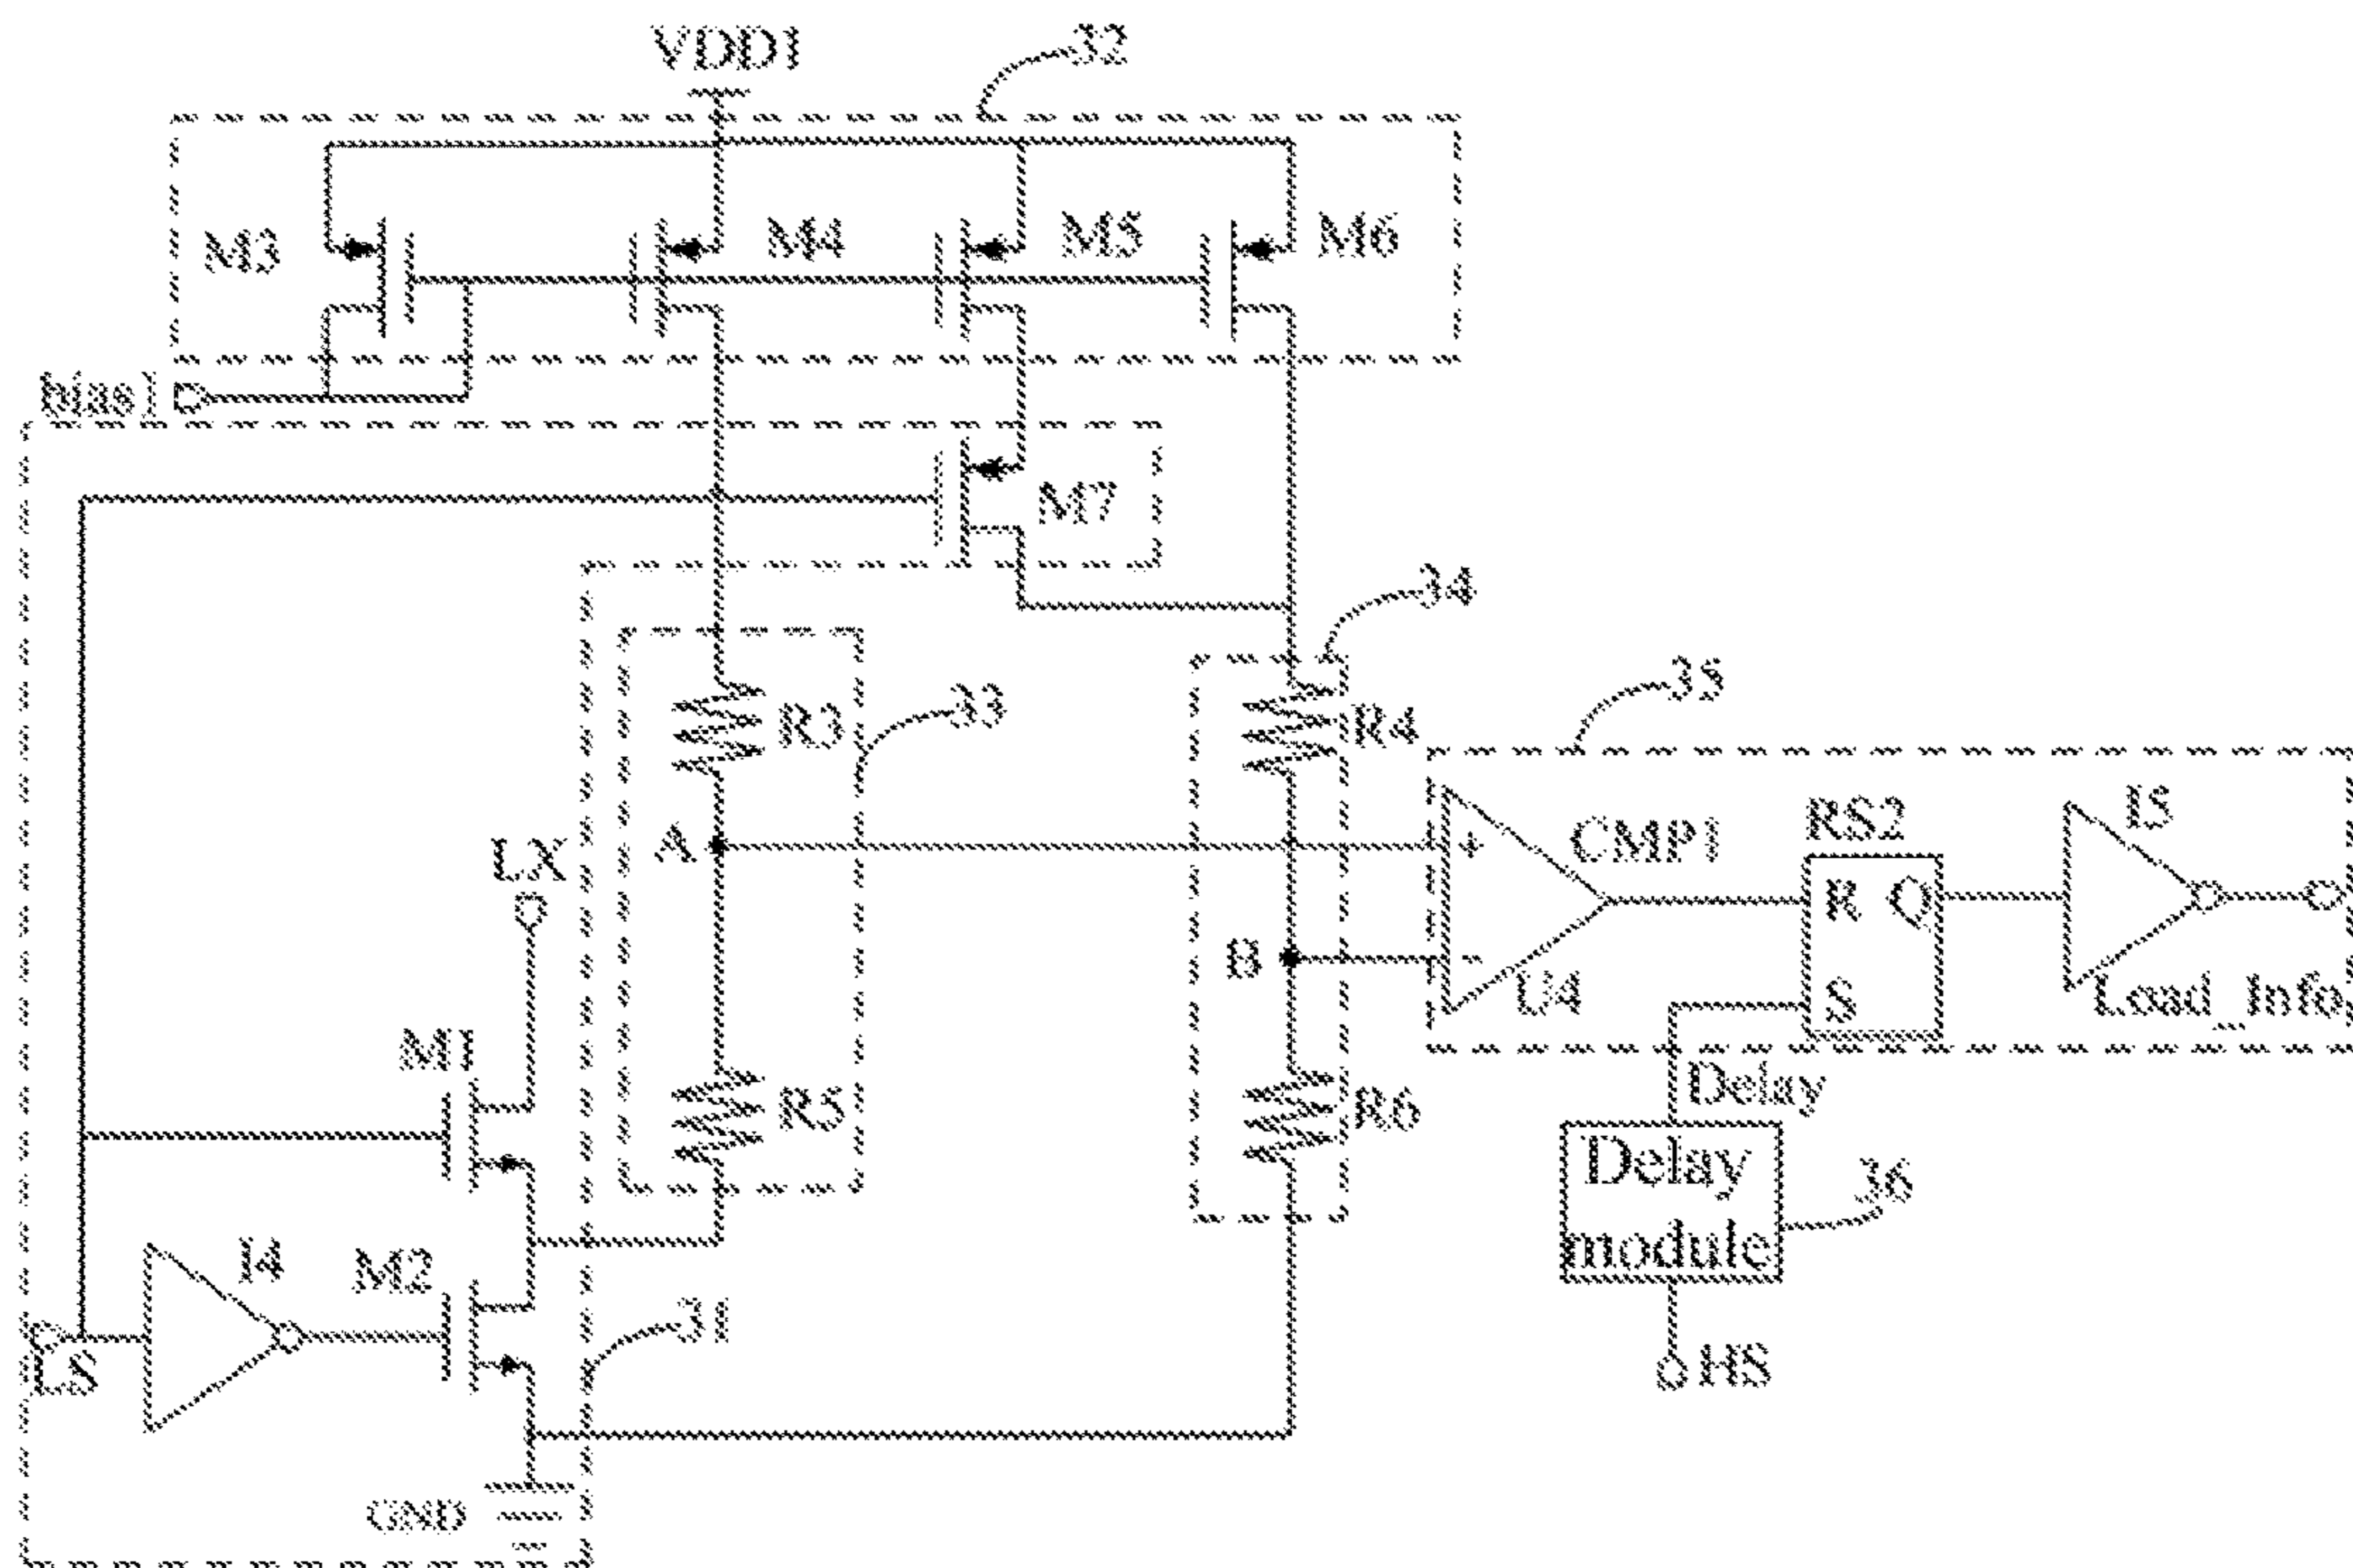 VDD1
32
M3
M4
M5
M6
bias1
M7
34
R3
33
R4
35
A
LX
+
CMP1
RS2
I5
R Q
B
-
U4
S
Load_Info
M1
R5
R6
Delay
Delay
module
36
I4
M2
31
LS
HS
GND